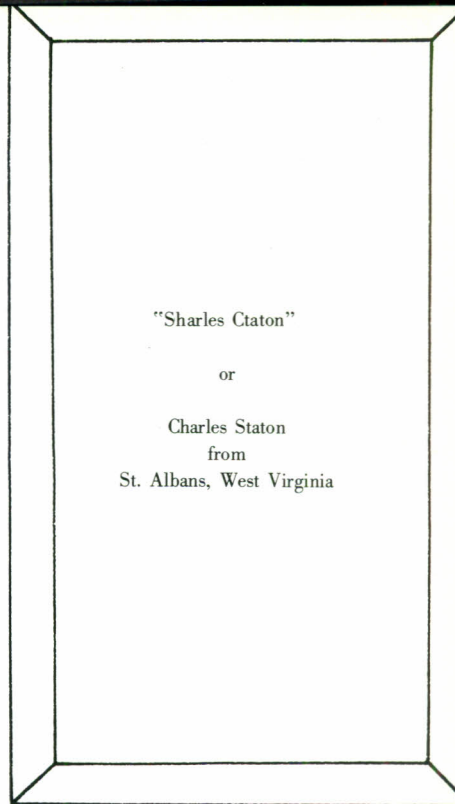 "Sharles Ctaton"
or
Charles Staton
from
St. Albans, West Virginia